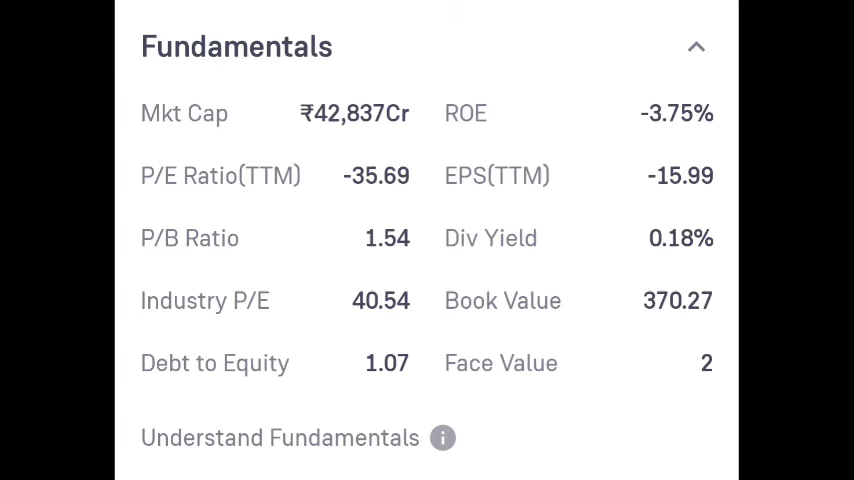 Fundamentals
Mkt Cap ₹42,837Cr ROE -3.75%
P/E Ratio(TTM) -35.69 EPS(TTM) -15.99
P/B Ratio 1.54 Div Yield 0.18%
Industry P/E 40.54 Book Value 370.27
Debt to Equity 1.07 Face Value 2
Understand Fundamentals i